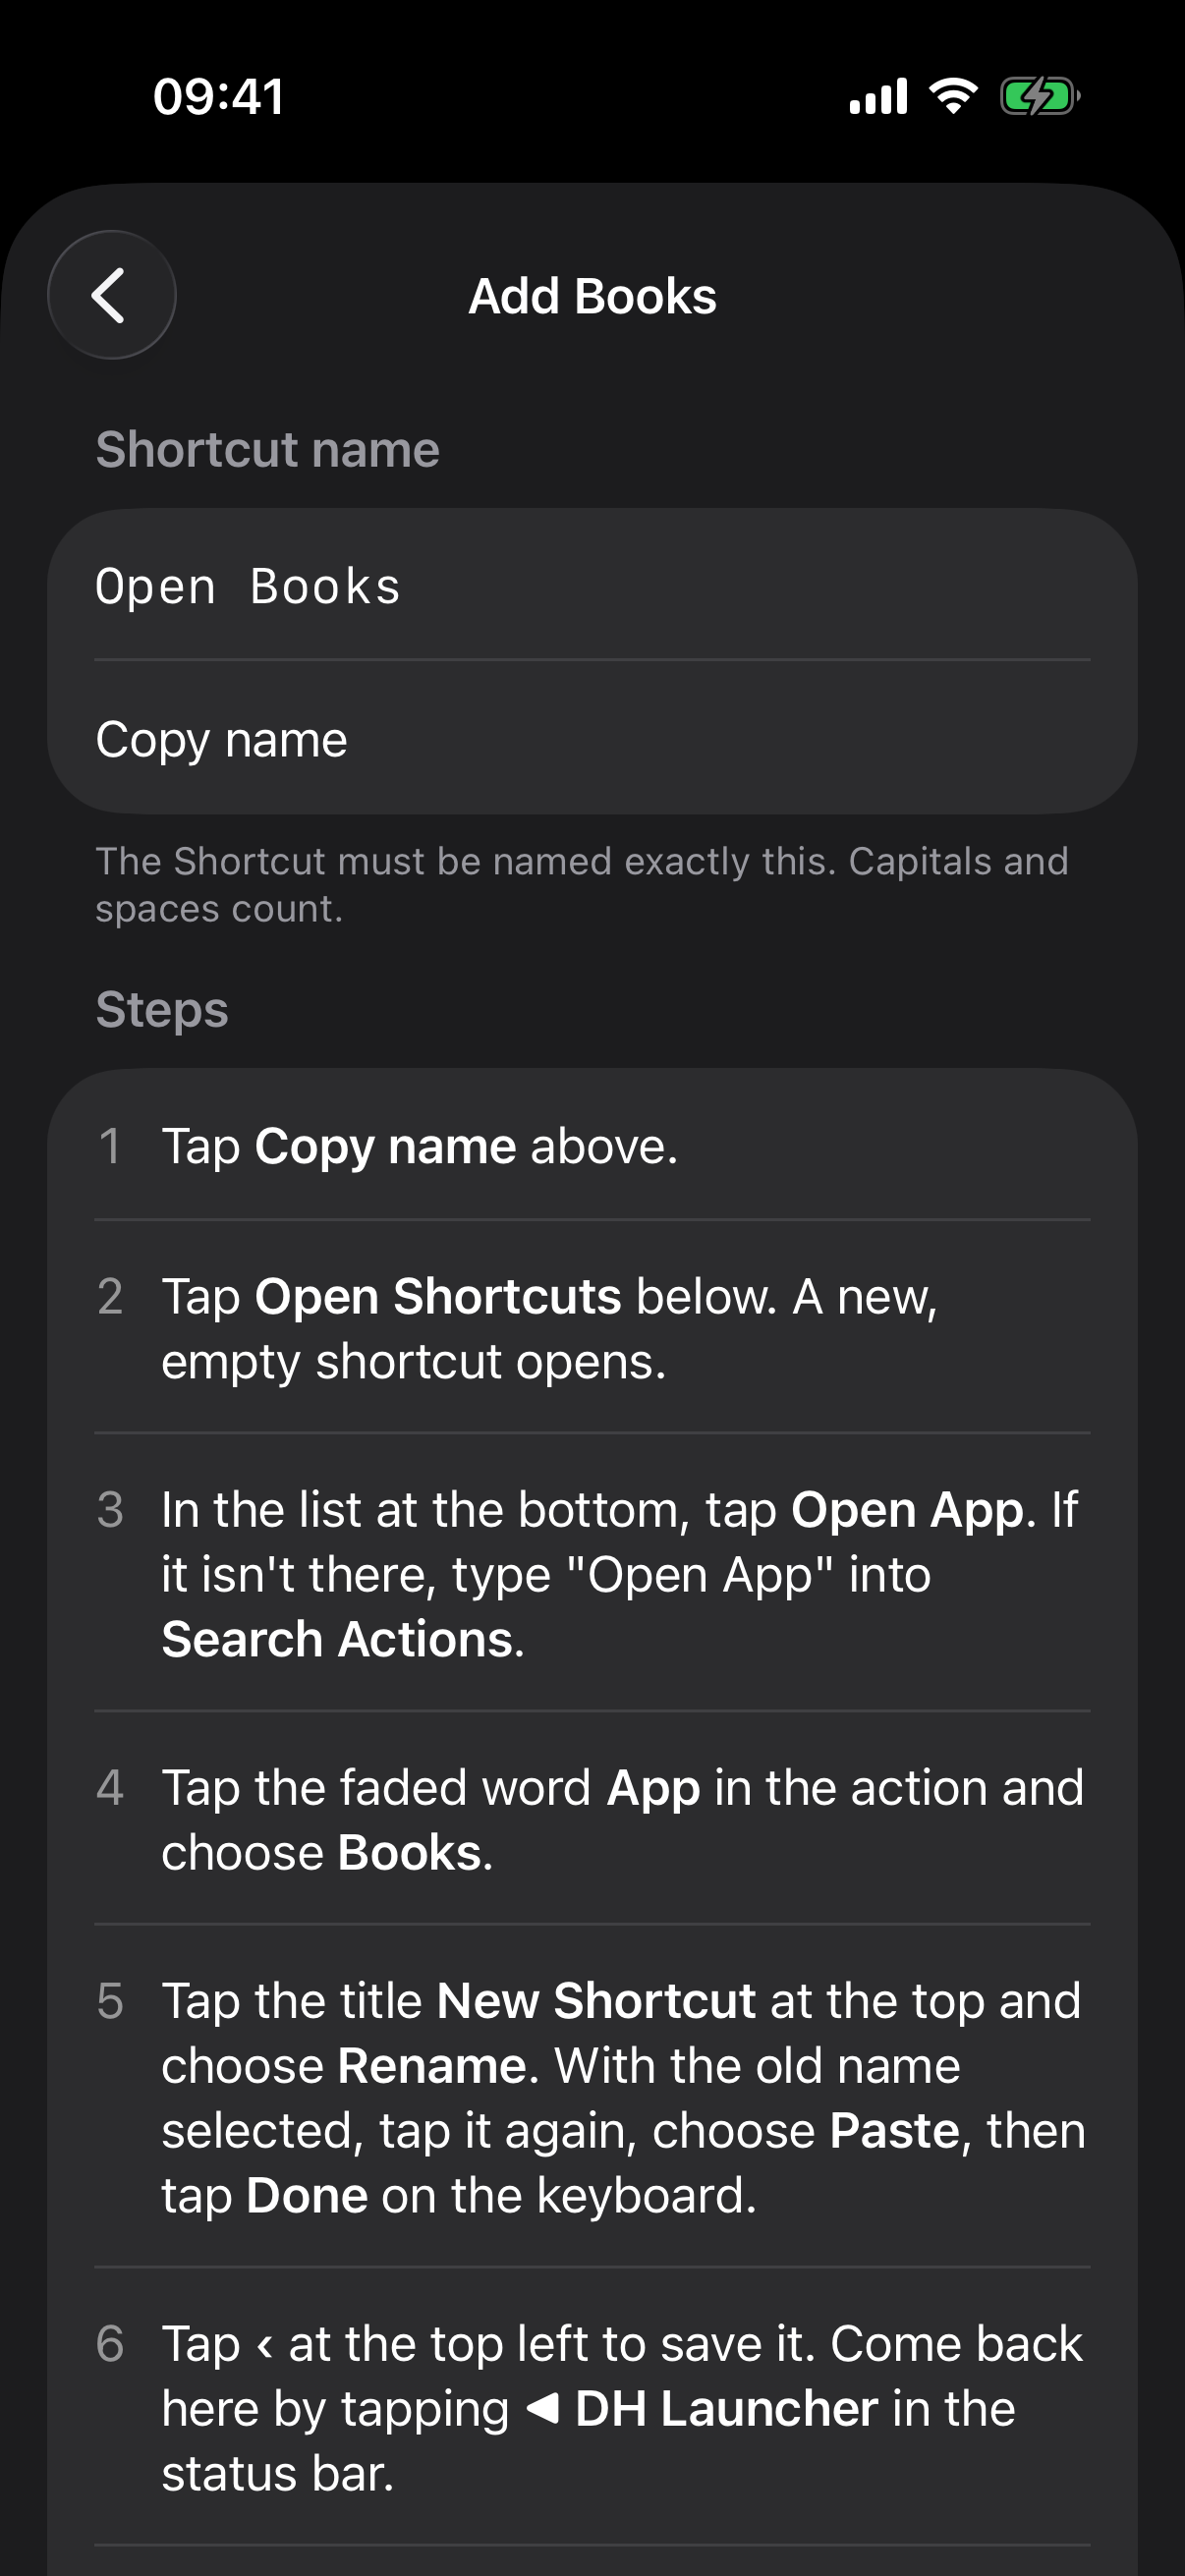 09:41
Add Books
Shortcut name
Open Books
Copy name
The Shortcut must be named exactly this. Capitals and
spaces count.
Steps
1 Tap Copy name above.
2 Tap Open Shortcuts below. A new,
empty shortcut opens.
3 In the list at the bottom, tap Open App. If
it isn't there, type "Open App" into
Search Actions.
4 Tap the faded word App in the action and
choose Books.
5 Tap the title New Shortcut at the top and
choose Rename. With the old name
selected, tap it again, choose Paste, then
tap Done on the keyboard.
6 Tap ‹ at the top left to save it. Come back
here by tapping ◀ DH Launcher in the
status bar.